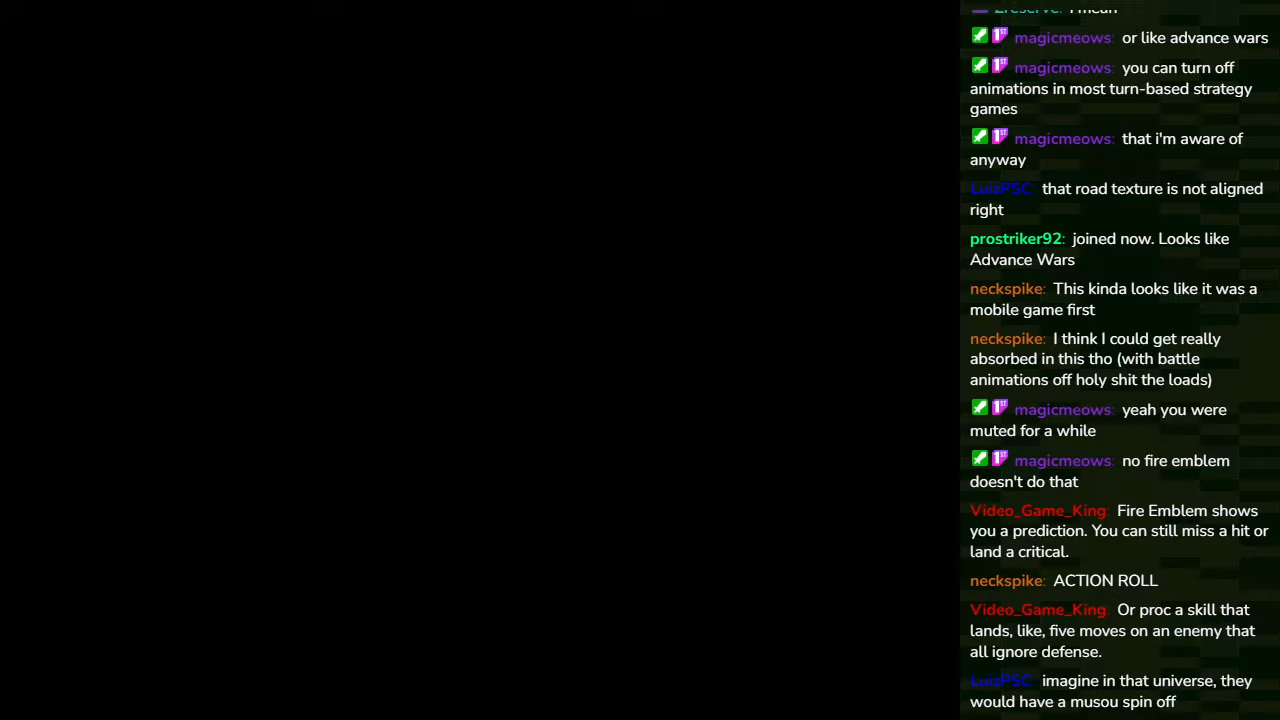 2reserve: I mean
magicmeows: or like advance wars
magicmeows: you can turn off
animations in most turn-based strategy
games
magicmeows: that i'm aware of
anyway
LuizPSC: that road texture is not aligned
right
prostriker92: joined now. Looks like
Advance Wars
neckspike: This kinda looks like it was a
mobile game first
neckspike: I think I could get really
absorbed in this tho (with battle
animations off holy shit the loads)
magicmeows: yeah you were
muted for a while
magicmeows: no fire emblem
doesn't do that
Video_Game_King: Fire Emblem shows
you a prediction. You can still miss a hit or
land a critical.
neckspike: ACTION ROLL
Video_Game_King: Or proc a skill that
lands, like, five moves on an enemy that
all ignore defense.
LuizPSC: imagine in that universe, they
would have a musou spin off